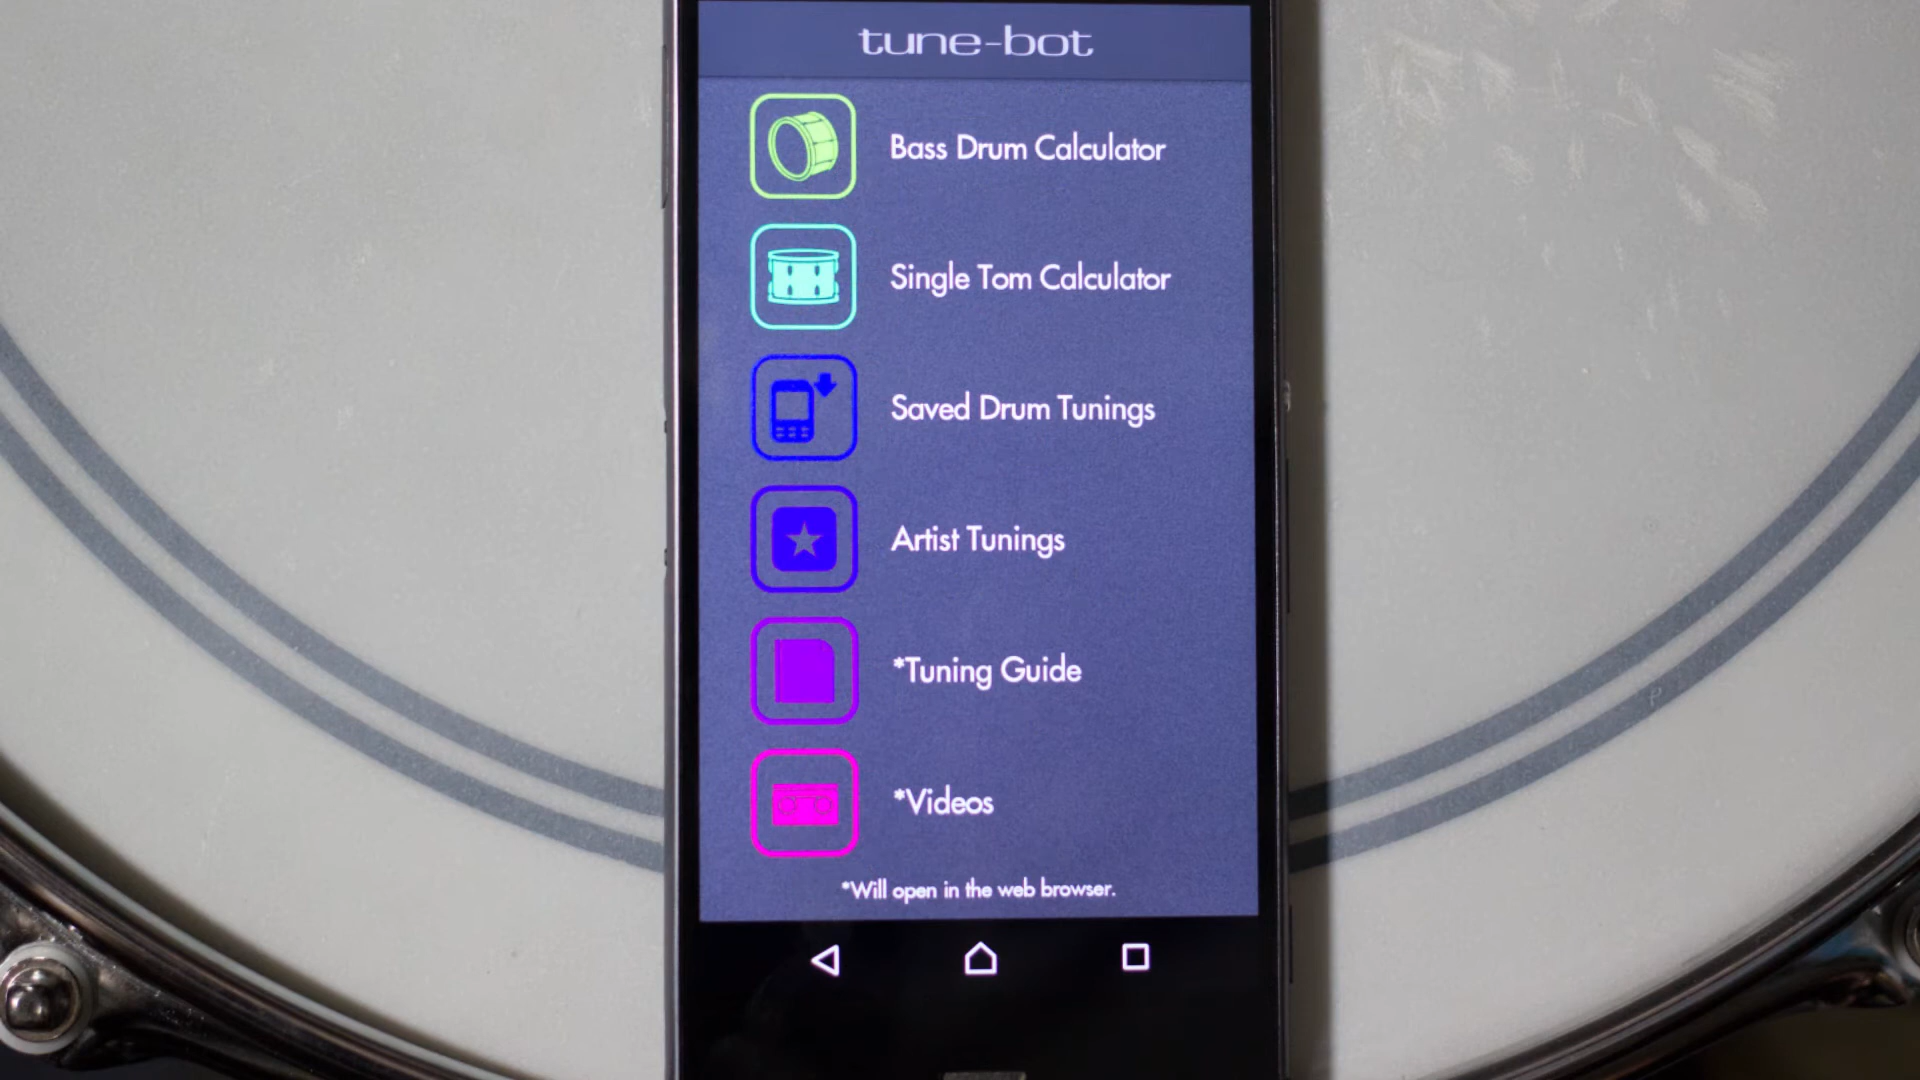 tune-bot
Bass Drum Calculator
Single Tom Calculator
Saved Drum Tunings
Artist Tunings
*Tuning Guide
*Videos
*Will open in the web browser.